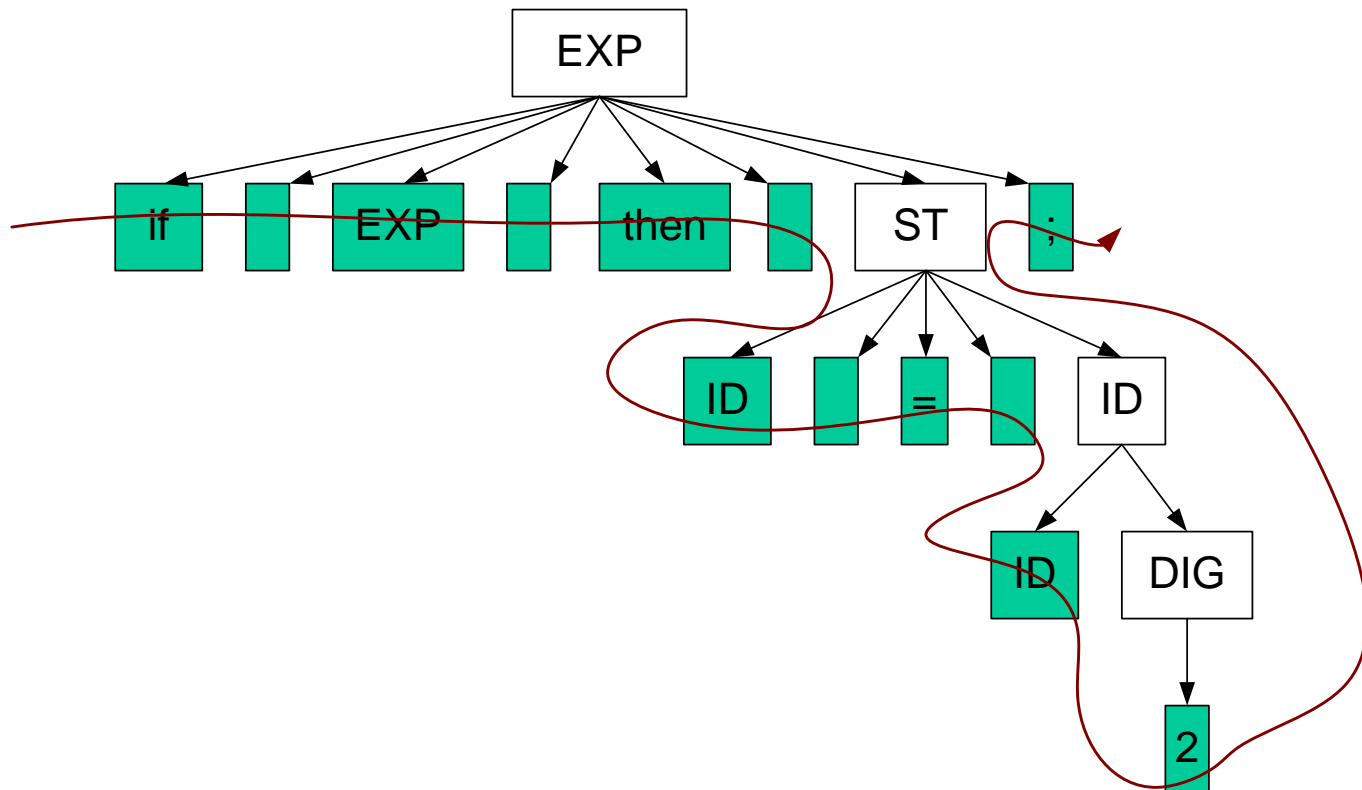 EXP
if EXP then ST ;
ID = ID
ID DIG
2